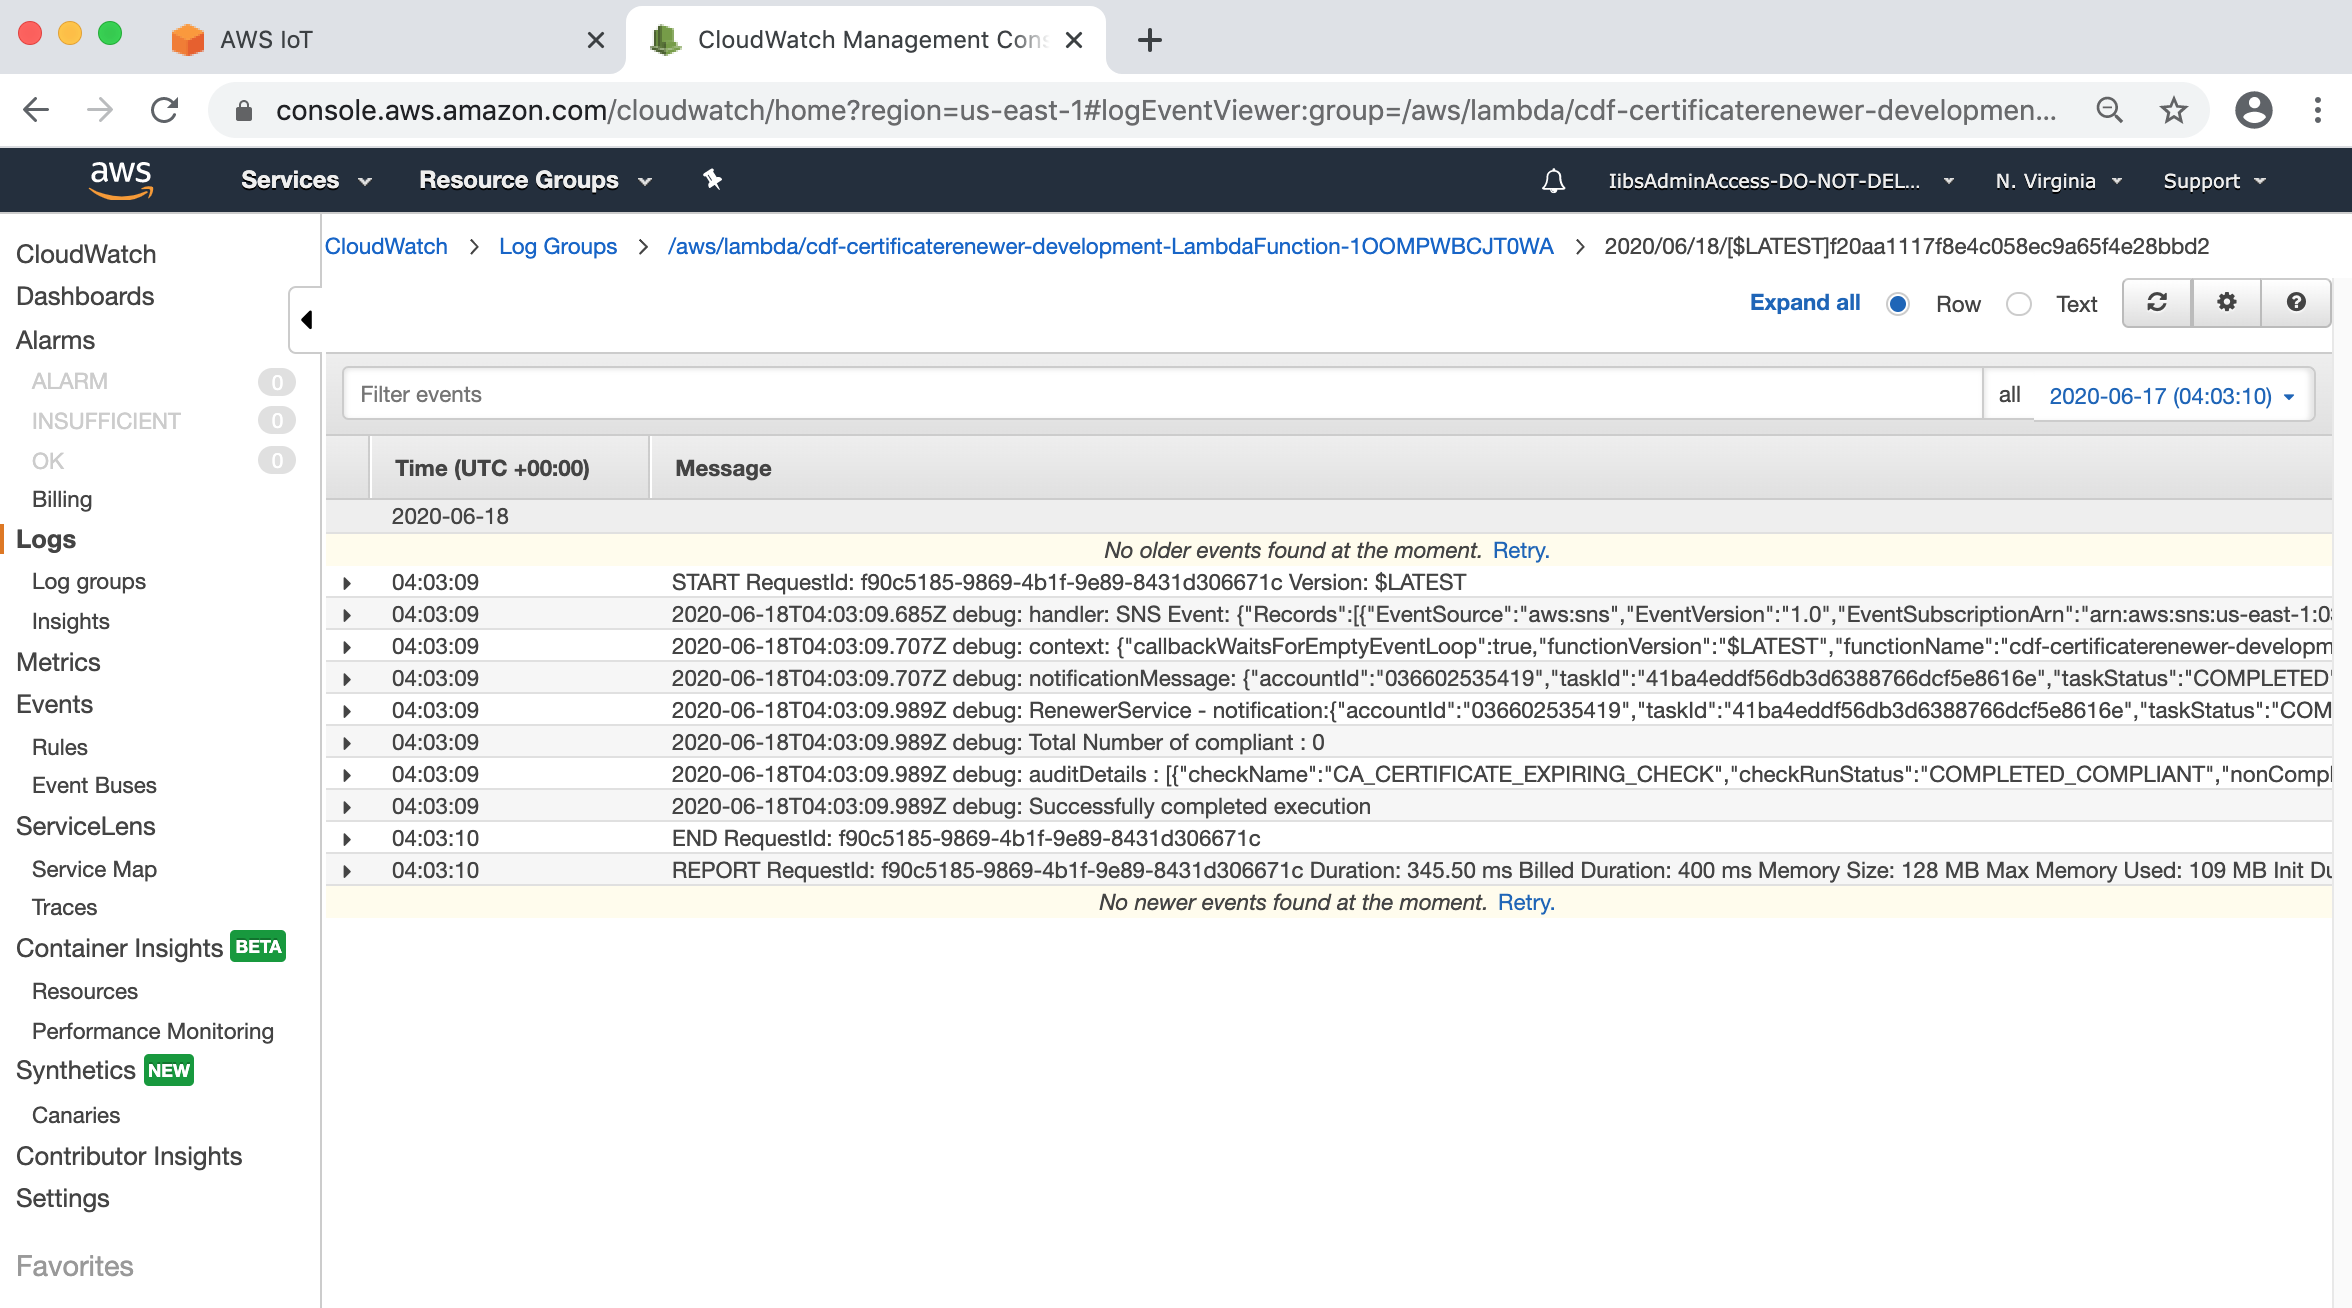 AWS IoT
CloudWatch Management Cons
console.aws.amazon.com/cloudwatch/home?region=us-east-1#logEventViewer:group=/aws/lambda/cdf-certificaterenewer-developmen...
aws Services Resource Groups IibsAdminAccess-DO-NOT-DEL... N. Virginia Support
CloudWatch
Dashboards
Alarms
ALARM 0
INSUFFICIENT 0
OK 0
Billing
Logs
Log groups
Insights
Metrics
Events
Rules
Event Buses
ServiceLens
Service Map
Traces
Container Insights BETA
Resources
Performance Monitoring
Synthetics NEW
Canaries
Contributor Insights
Settings
Favorites
CloudWatch > Log Groups > /aws/lambda/cdf-certificaterenewer-development-LambdaFunction-1OOMPWBCJT0WA > 2020/06/18/[$LATEST]f20aa1117f8e4c058ec9a65f4e28bbd2
Expand all Row Text
Filter events all 2020-06-17 (04:03:10)
Time (UTC +00:00) Message
2020-06-18
No older events found at the moment. Retry.
04:03:09 START RequestId: f90c5185-9869-4b1f-9e89-8431d306671c Version: $LATEST
04:03:09 2020-06-18T04:03:09.685Z debug: handler: SNS Event: {"Records":[{"EventSource":"aws:sns","EventVersion":"1.0","EventSubscriptionArn":"arn:aws:sns:us-east-1:03
04:03:09 2020-06-18T04:03:09.707Z debug: context: {"callbackWaitsForEmptyEventLoop":true,"functionVersion":"$LATEST","functionName":"cdf-certificaterenewer-developm
04:03:09 2020-06-18T04:03:09.707Z debug: notificationMessage: {"accountId":"036602535419","taskId":"41ba4eddf56db3d6388766dcf5e8616e","taskStatus":"COMPLETED"
04:03:09 2020-06-18T04:03:09.989Z debug: RenewerService - notification:{"accountId":"036602535419","taskId":"41ba4eddf56db3d6388766dcf5e8616e","taskStatus":"COM
04:03:09 2020-06-18T04:03:09.989Z debug: Total Number of compliant : 0
04:03:09 2020-06-18T04:03:09.989Z debug: auditDetails : [{"checkName":"CA_CERTIFICATE_EXPIRING_CHECK","checkRunStatus":"COMPLETED_COMPLIANT","nonCompl
04:03:09 2020-06-18T04:03:09.989Z debug: Successfully completed execution
04:03:10 END RequestId: f90c5185-9869-4b1f-9e89-8431d306671c
04:03:10 REPORT RequestId: f90c5185-9869-4b1f-9e89-8431d306671c Duration: 345.50 ms Billed Duration: 400 ms Memory Size: 128 MB Max Memory Used: 109 MB Init Du
No newer events found at the moment. Retry.